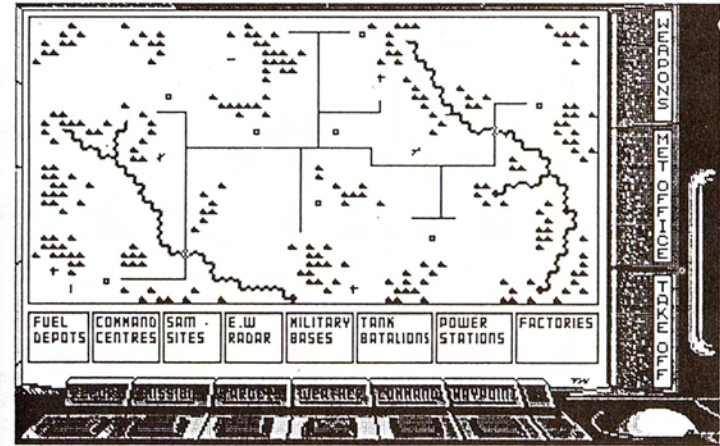 WEAPONS
MET OFFICE
TAKE OFF
FUEL DEPOTS
COMMAND CENTRES
SAM SITES
E.W RADAR
MILITARY BASES
TANK BATALIONS
POWER STATIONS
FACTORIES
TARGET
WEATHER
COMMAND
WAYPOINT